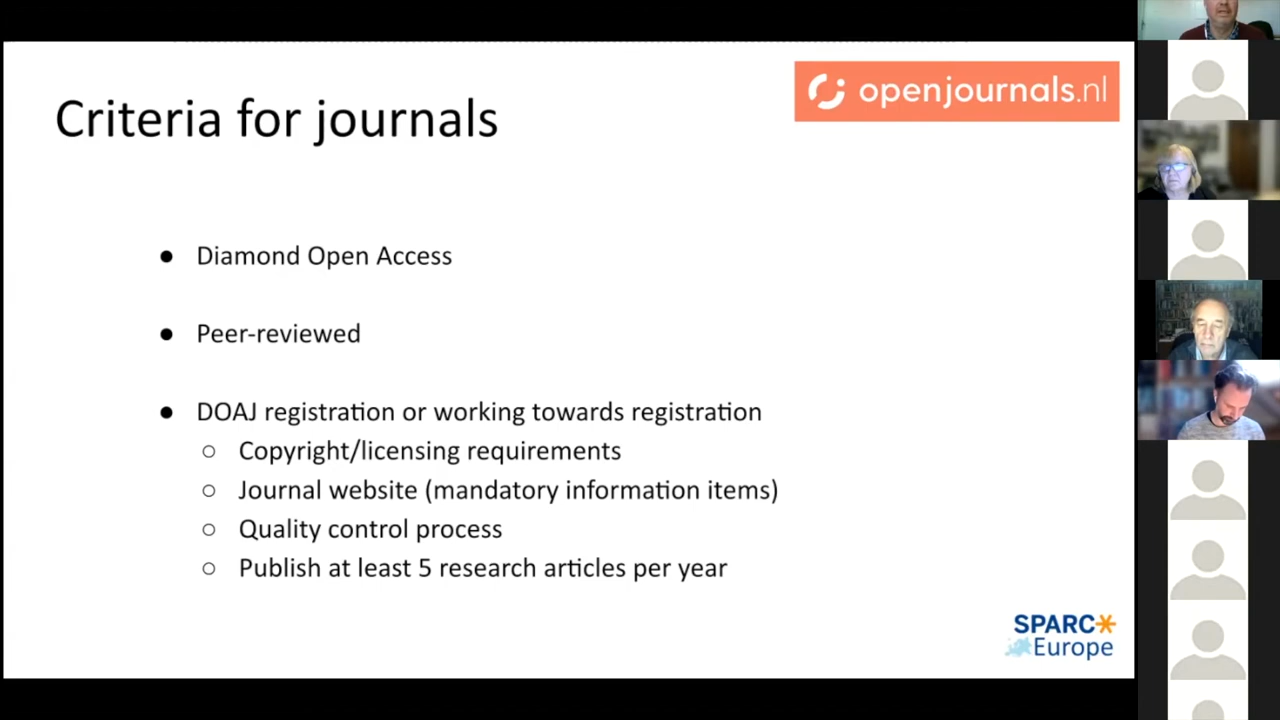 openjournals.nl
Criteria for journals
● Diamond Open Access
● Peer-reviewed
● DOAJ registration or working towards registration
○ Copyright/licensing requirements
○ Journal website (mandatory information items)
○ Quality control process
○ Publish at least 5 research articles per year
SPARC
Europe